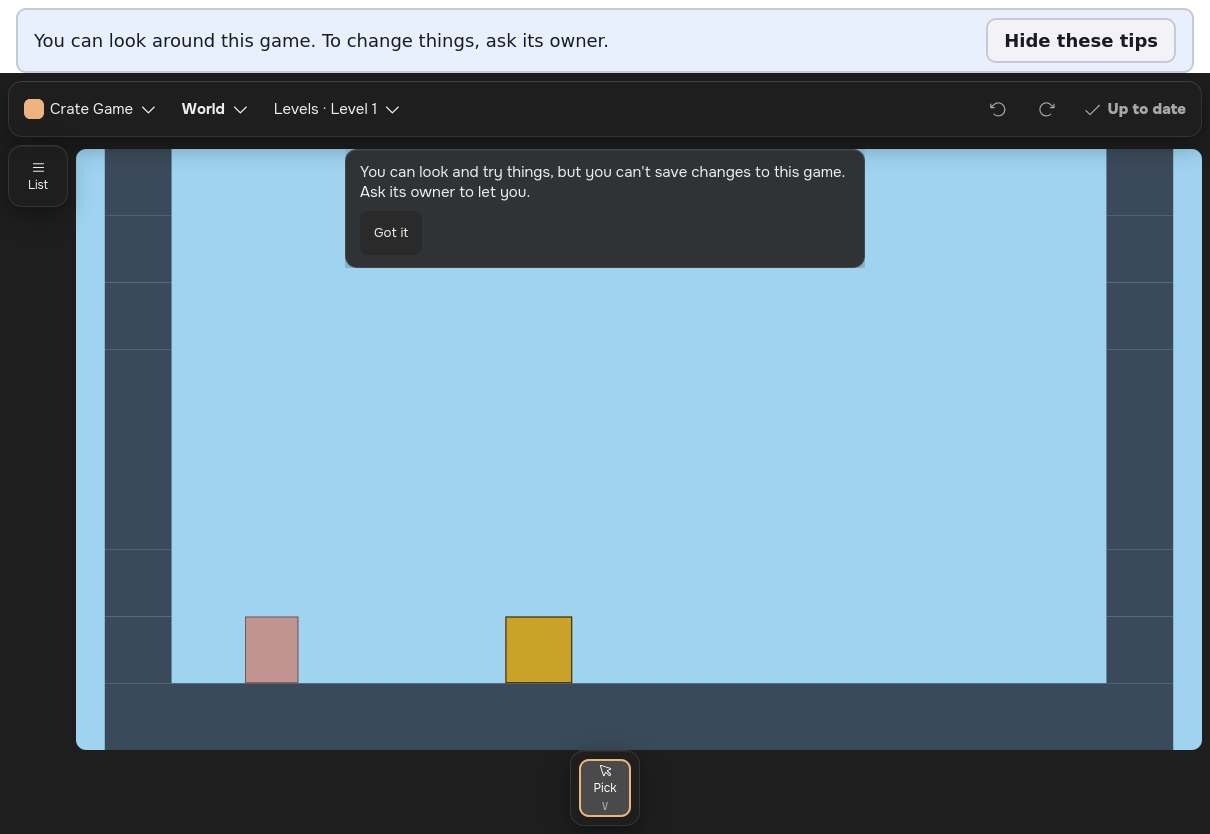 You can look around this game. To change things, ask its owner.
Hide these tips
Crate Game
World
Levels · Level 1
Up to date
List
You can look and try things, but you can't save changes to this game.
Ask its owner to let you.
Got it
Pick
V